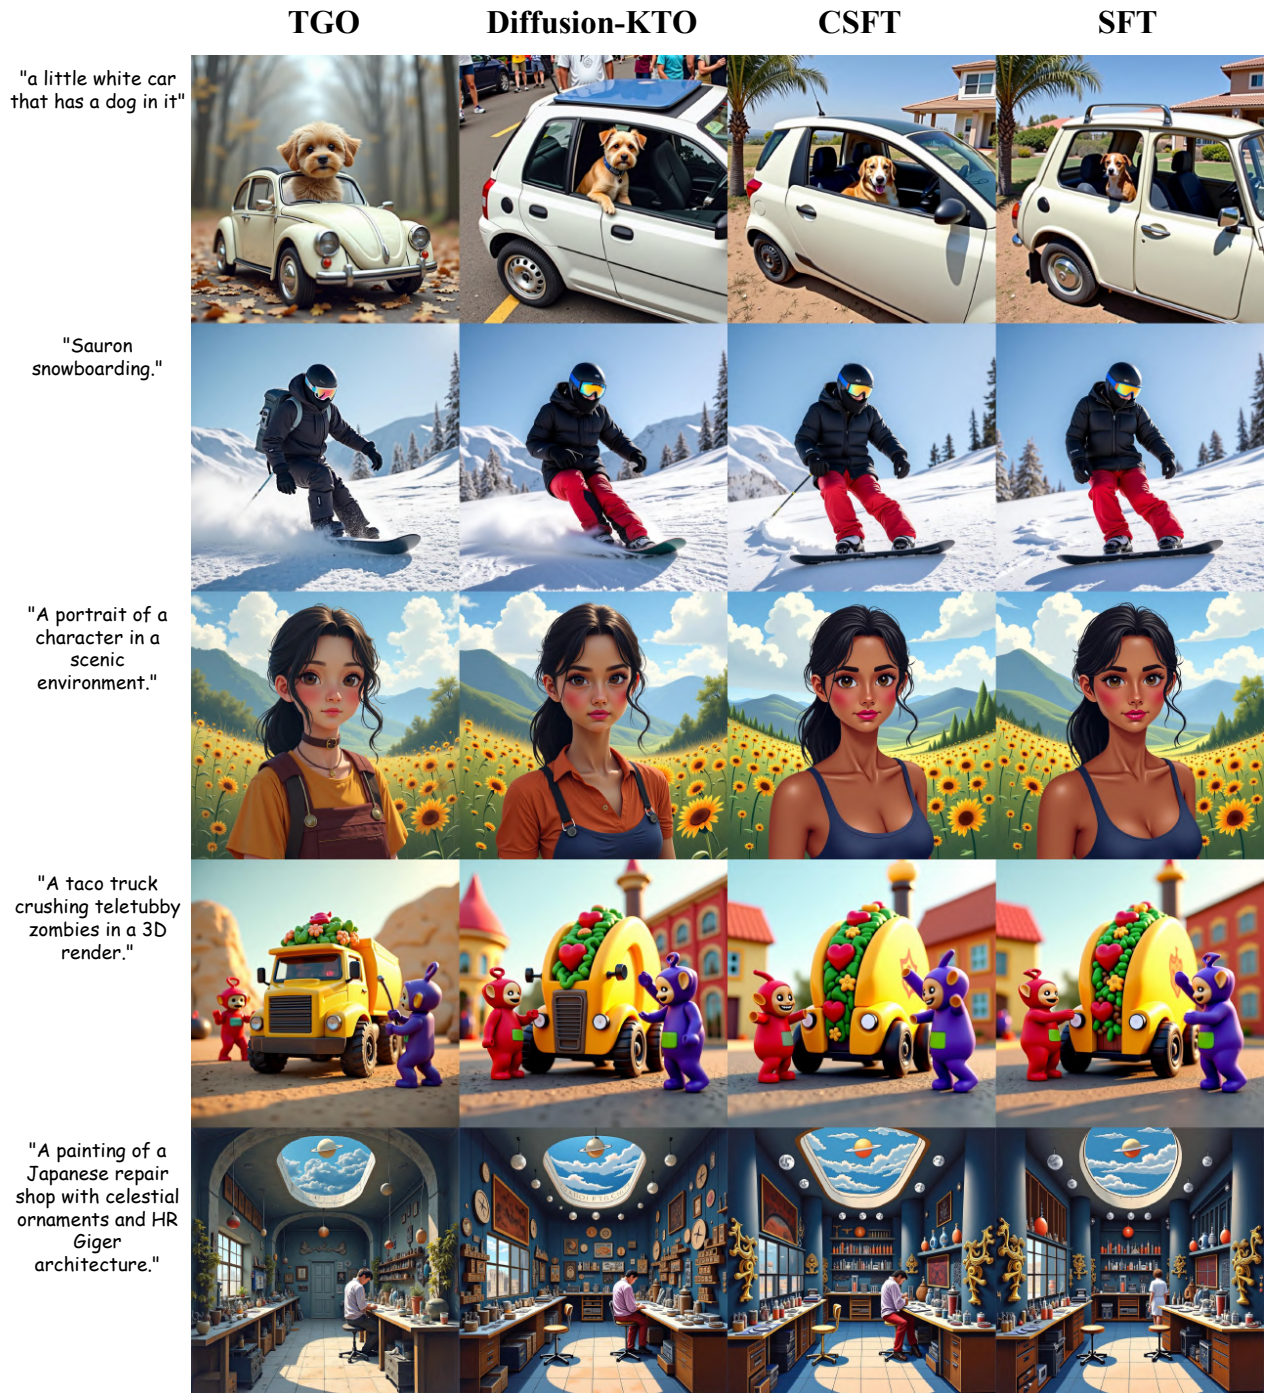 TGO Diffusion-KTO CSFT SFT
"a little white car
that has a dog in it"
"Sauron
snowboarding."
"A portrait of a
character in a
scenic
environment."
"A taco truck
crushing teletubby
zombies in a 3D
render."
"A painting of a
Japanese repair
shop with celestial
ornaments and HR
Giger
architecture."